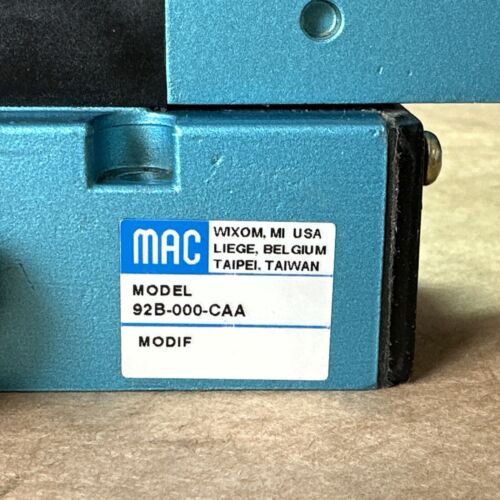 MAC
WIXOM, MI USA
LIEGE, BELGIUM
TAIPEI, TAIWAN
MODEL
92B-000-CAA
MODIF